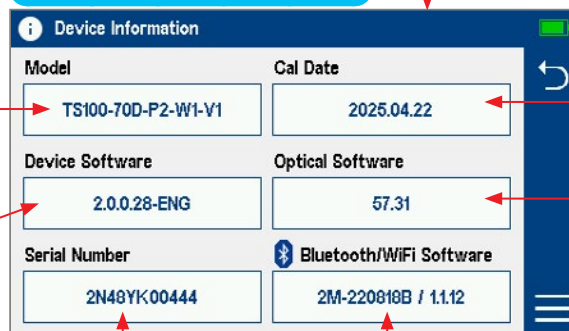 Device Information
Model
Cal Date
TS100-70D-P2-W1-V1
2025.04.22
Device Software
Optical Software
2.0.0.28-ENG
57.31
Serial Number
Bluetooth/WiFi Software
2N48YK00444
2M-220818B / 1.1.12